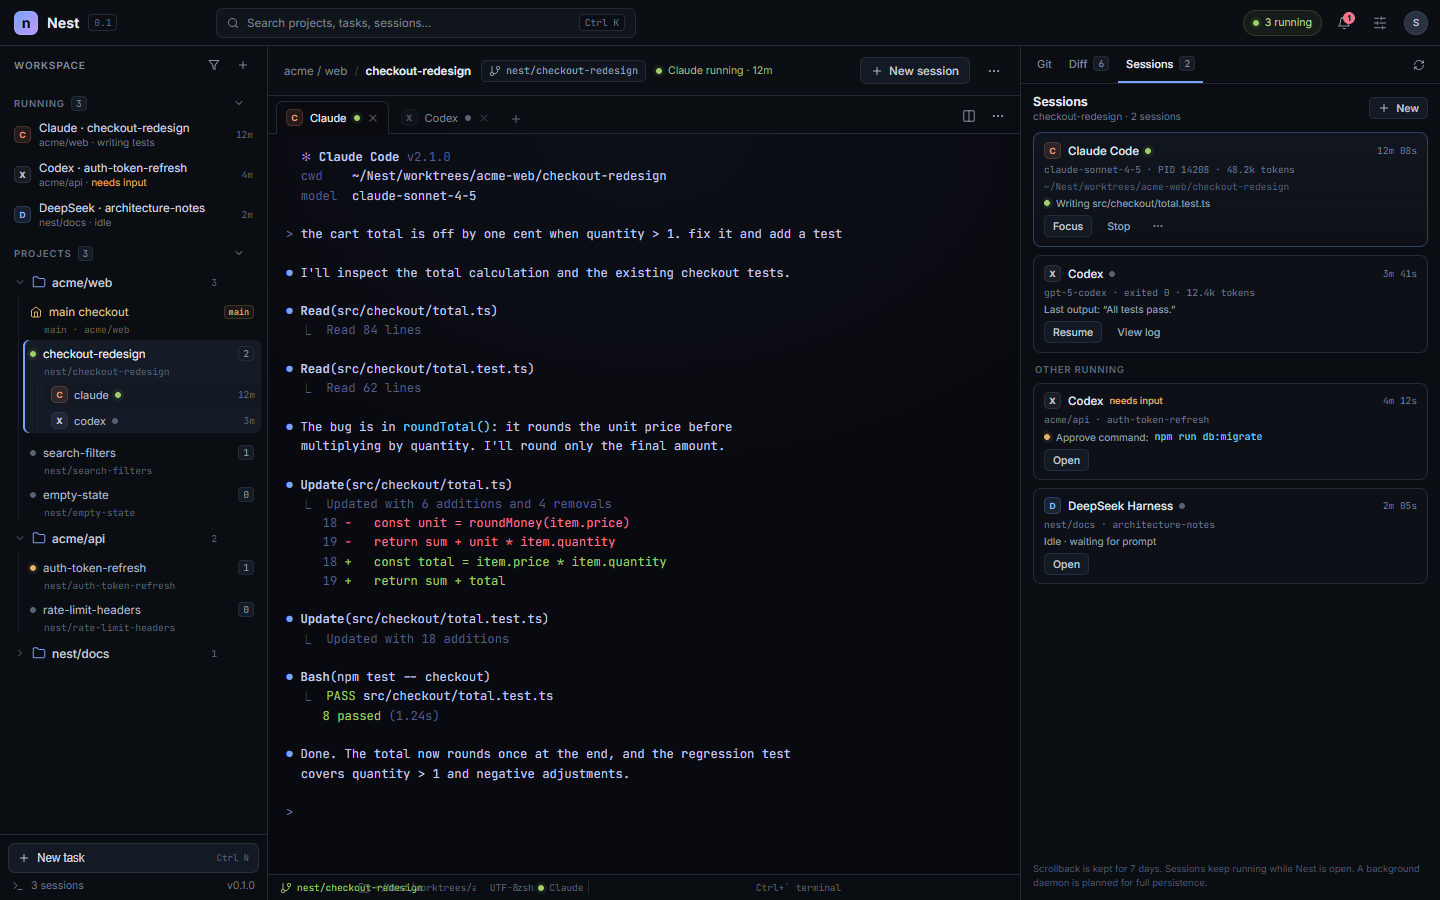 n Nest 0.1
Search projects, tasks, sessions... Ctrl K
3 running
1
S
WORKSPACE
RUNNING 3
C Claude · checkout-redesign 12m
acme/web · writing tests
X Codex · auth-token-refresh 4m
acme/api · needs input
D DeepSeek · architecture-notes 2m
nest/docs · idle
PROJECTS 3
acme/web 3
main checkout main
main · acme/web
checkout-redesign 2
nest/checkout-redesign
C claude 12m
X codex 3m
search-filters 1
nest/search-filters
empty-state 0
nest/empty-state
acme/api 2
auth-token-refresh 1
nest/auth-token-refresh
rate-limit-headers 0
nest/rate-limit-headers
nest/docs 1
+ New task Ctrl N
3 sessions v0.1.0
acme / web / checkout-redesign nest/checkout-redesign Claude running · 12m + New session ...
C Claude × X Codex × +
✻ Claude Code v2.1.0
cwd ~/Nest/worktrees/acme-web/checkout-redesign
model claude-sonnet-4-5
> the cart total is off by one cent when quantity > 1. fix it and add a test
● I'll inspect the total calculation and the existing checkout tests.
● Read(src/checkout/total.ts)
⎿ Read 84 lines
● Read(src/checkout/total.test.ts)
⎿ Read 62 lines
● The bug is in roundTotal(): it rounds the unit price before
multiplying by quantity. I'll round only the final amount.
● Update(src/checkout/total.ts)
⎿ Updated with 6 additions and 4 removals
18 - const unit = roundMoney(item.price)
19 - return sum + unit * item.quantity
18 + const total = item.price * item.quantity
19 + return sum + total
● Update(src/checkout/total.test.ts)
⎿ Updated with 18 additions
● Bash(npm test -- checkout)
⎿ PASS src/checkout/total.test.ts
8 passed (1.24s)
● Done. The total now rounds once at the end, and the regression test
covers quantity > 1 and negative adjustments.
>
nest/checkout-redesign UTF-8 zsh Claude Ctrl+` terminal
Git Diff 6 Sessions 2
Sessions
checkout-redesign · 2 sessions
+ New
C Claude Code 12m 08s
claude-sonnet-4-5 · PID 14208 · 48.2k tokens
~/Nest/worktrees/acme-web/checkout-redesign
Writing src/checkout/total.test.ts
Focus Stop ...
X Codex 3m 41s
gpt-5-codex · exited 0 · 12.4k tokens
Last output: “All tests pass.”
Resume View log
OTHER RUNNING
X Codex needs input 4m 12s
acme/api · auth-token-refresh
Approve command: npm run db:migrate
Open
D DeepSeek Harness 2m 05s
nest/docs · architecture-notes
Idle · waiting for prompt
Open
Scrollback is kept for 7 days. Sessions keep running while Nest is open. A background
daemon is planned for full persistence.